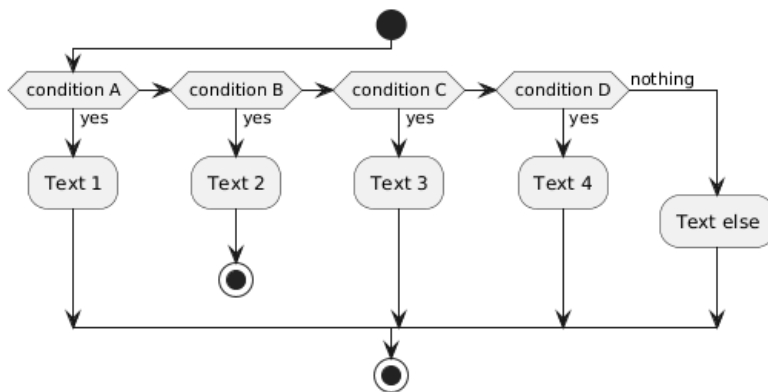 condition A
condition B
condition C
condition D
nothing
yes
yes
yes
yes
Text 1
Text 2
Text 3
Text 4
Text else